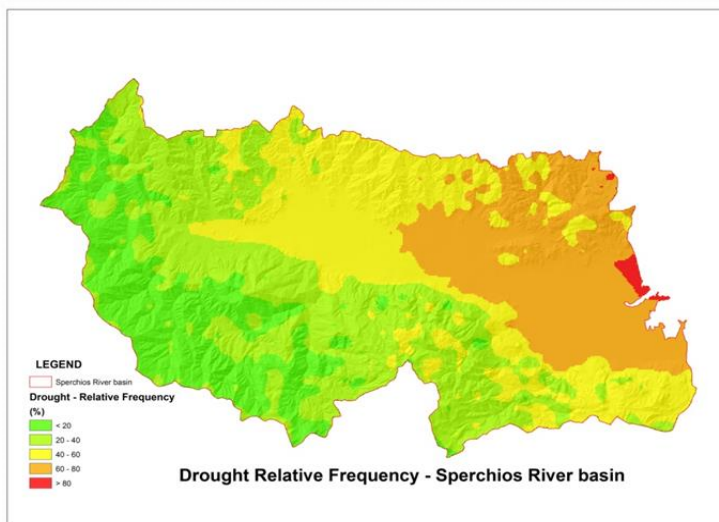 LEGEND
Sperchios River basin
Drought - Relative Frequency
(%)
< 20
20 - 40
40 - 60
60 - 80
> 80
Drought Relative Frequency - Sperchios River basin